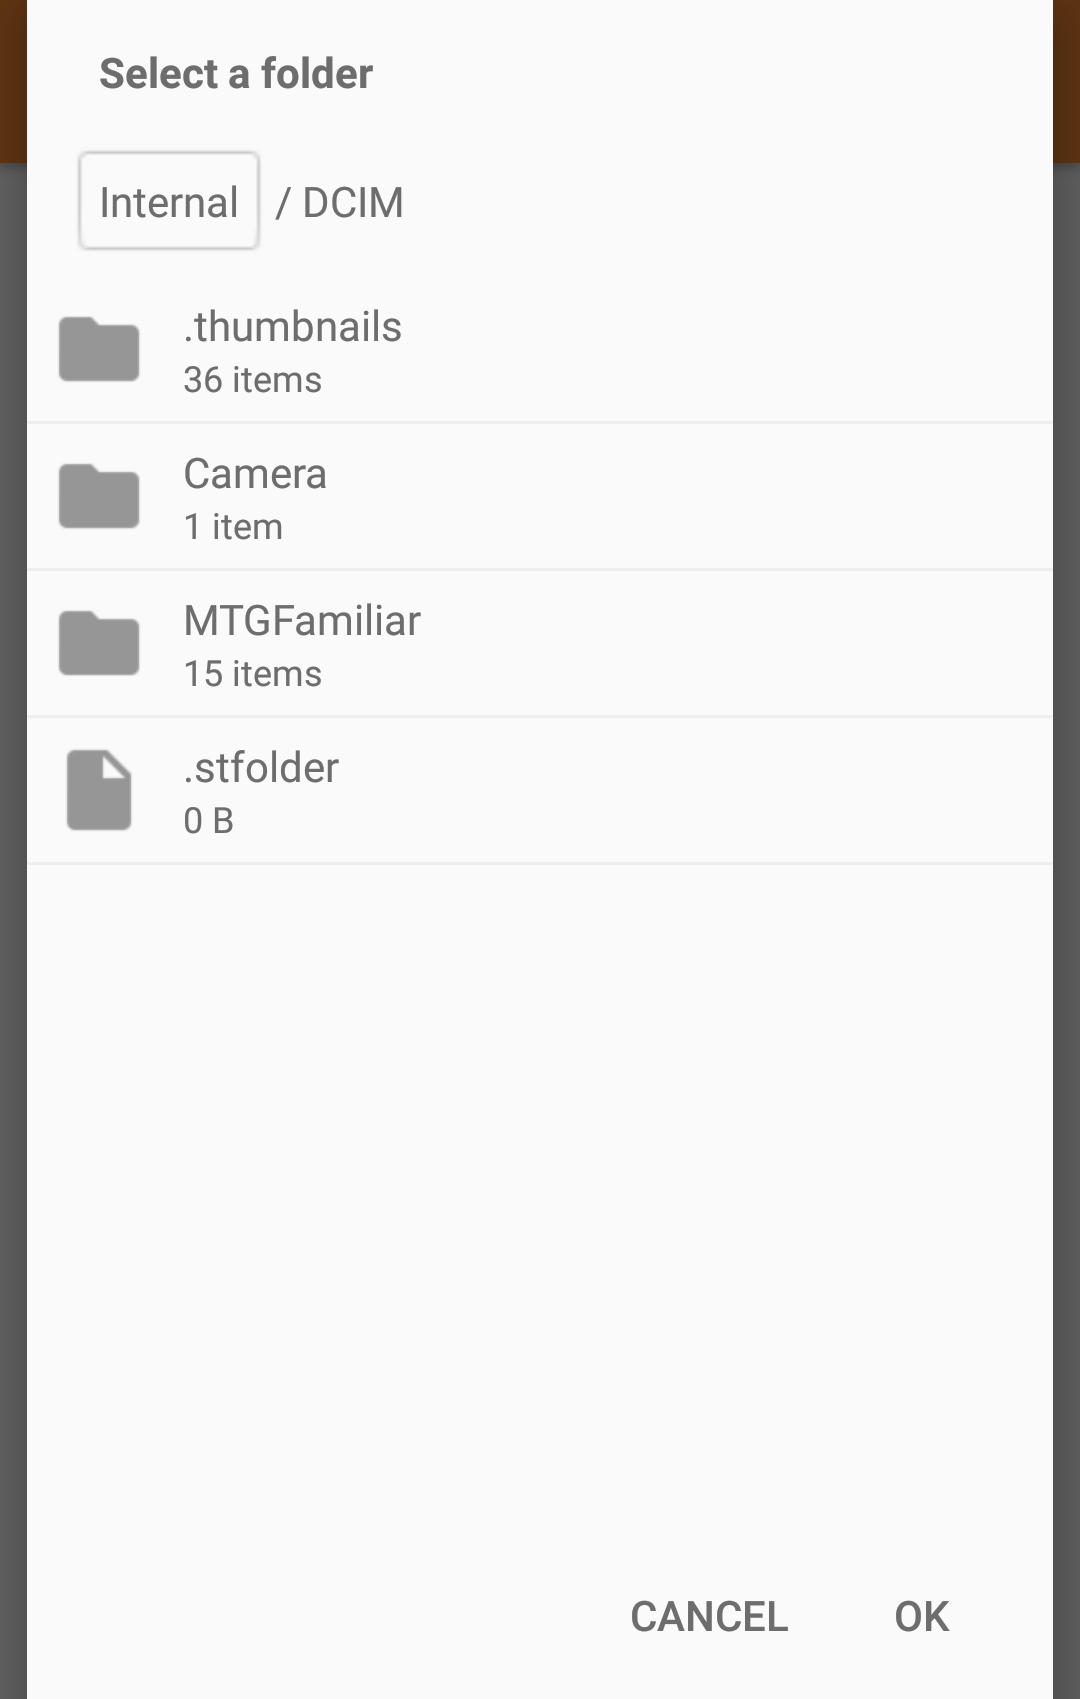 Select a folder
Internal / DCIM
.thumbnails
36 items
Camera
1 item
MTGFamiliar
15 items
.stfolder
0 B
CANCEL OK